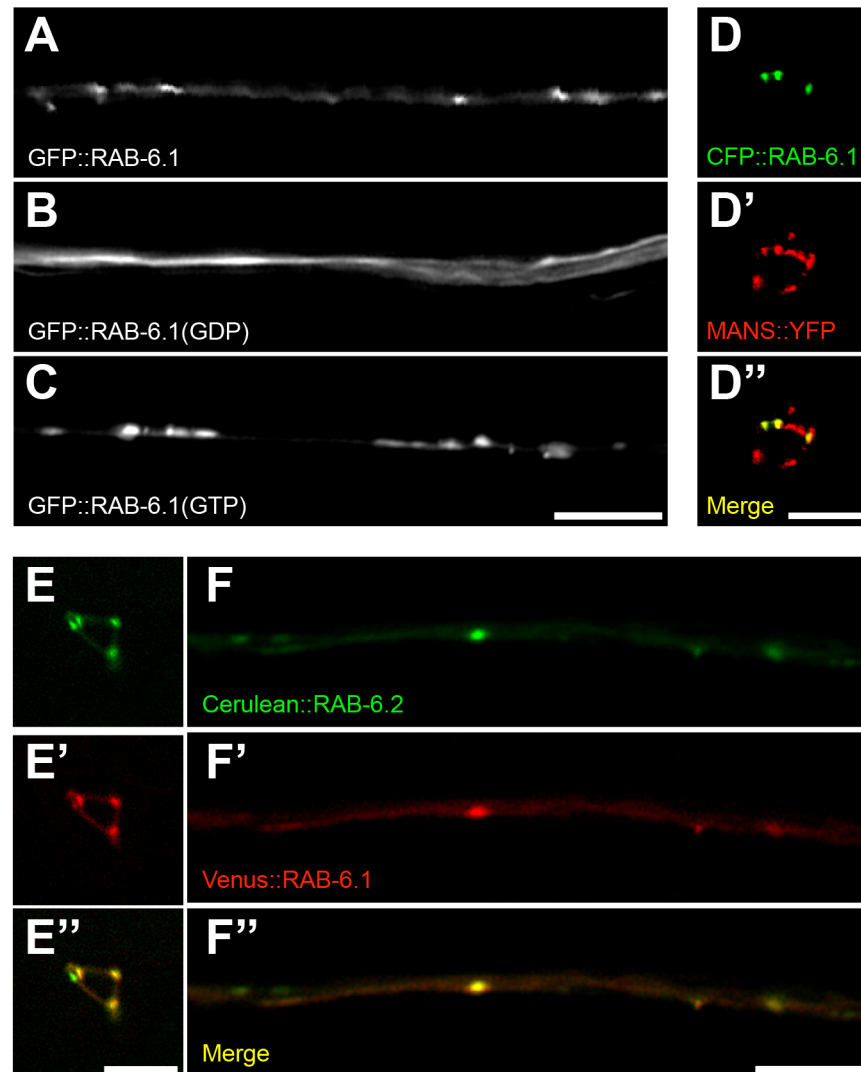 A
GFP::RAB-6.1
B
GFP::RAB-6.1(GDP)
C
GFP::RAB-6.1(GTP)
D
CFP::RAB-6.1
D’
MANS::YFP
D’’
Merge
E
F
Cerulean::RAB-6.2
E’
F’
Venus::RAB-6.1
E’’
F’’
Merge